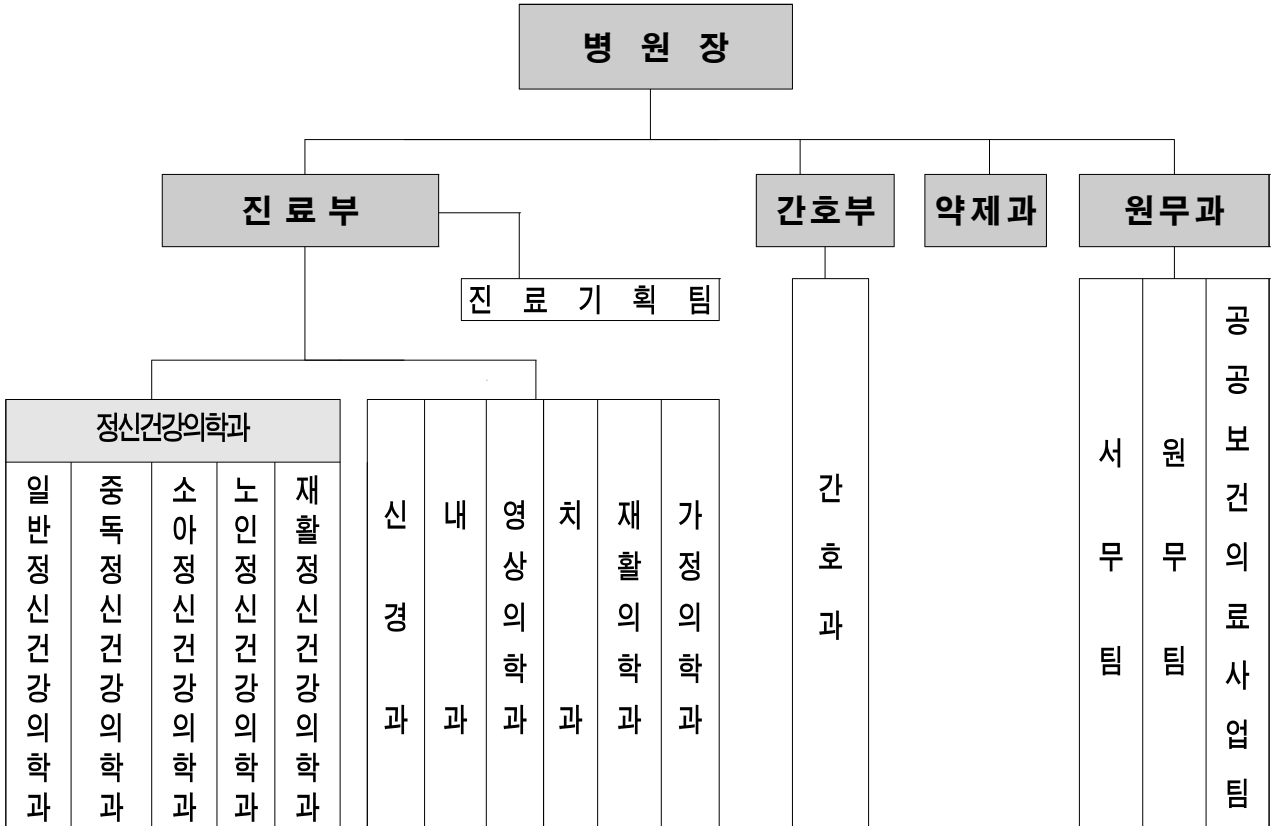 병 원 장
진 료 부
간호부
약제과
원무과
진 료 기 획 팀
정신건강의학과
일반정신건강의학과
중독정신건강의학과
소아정신건강의학과
노인정신건강의학과
재활정신건강의학과
신경과
내과
영상의학과
치과
재활의학과
가정의학과
간호과
서무팀
원무팀
공공보건의료사업팀